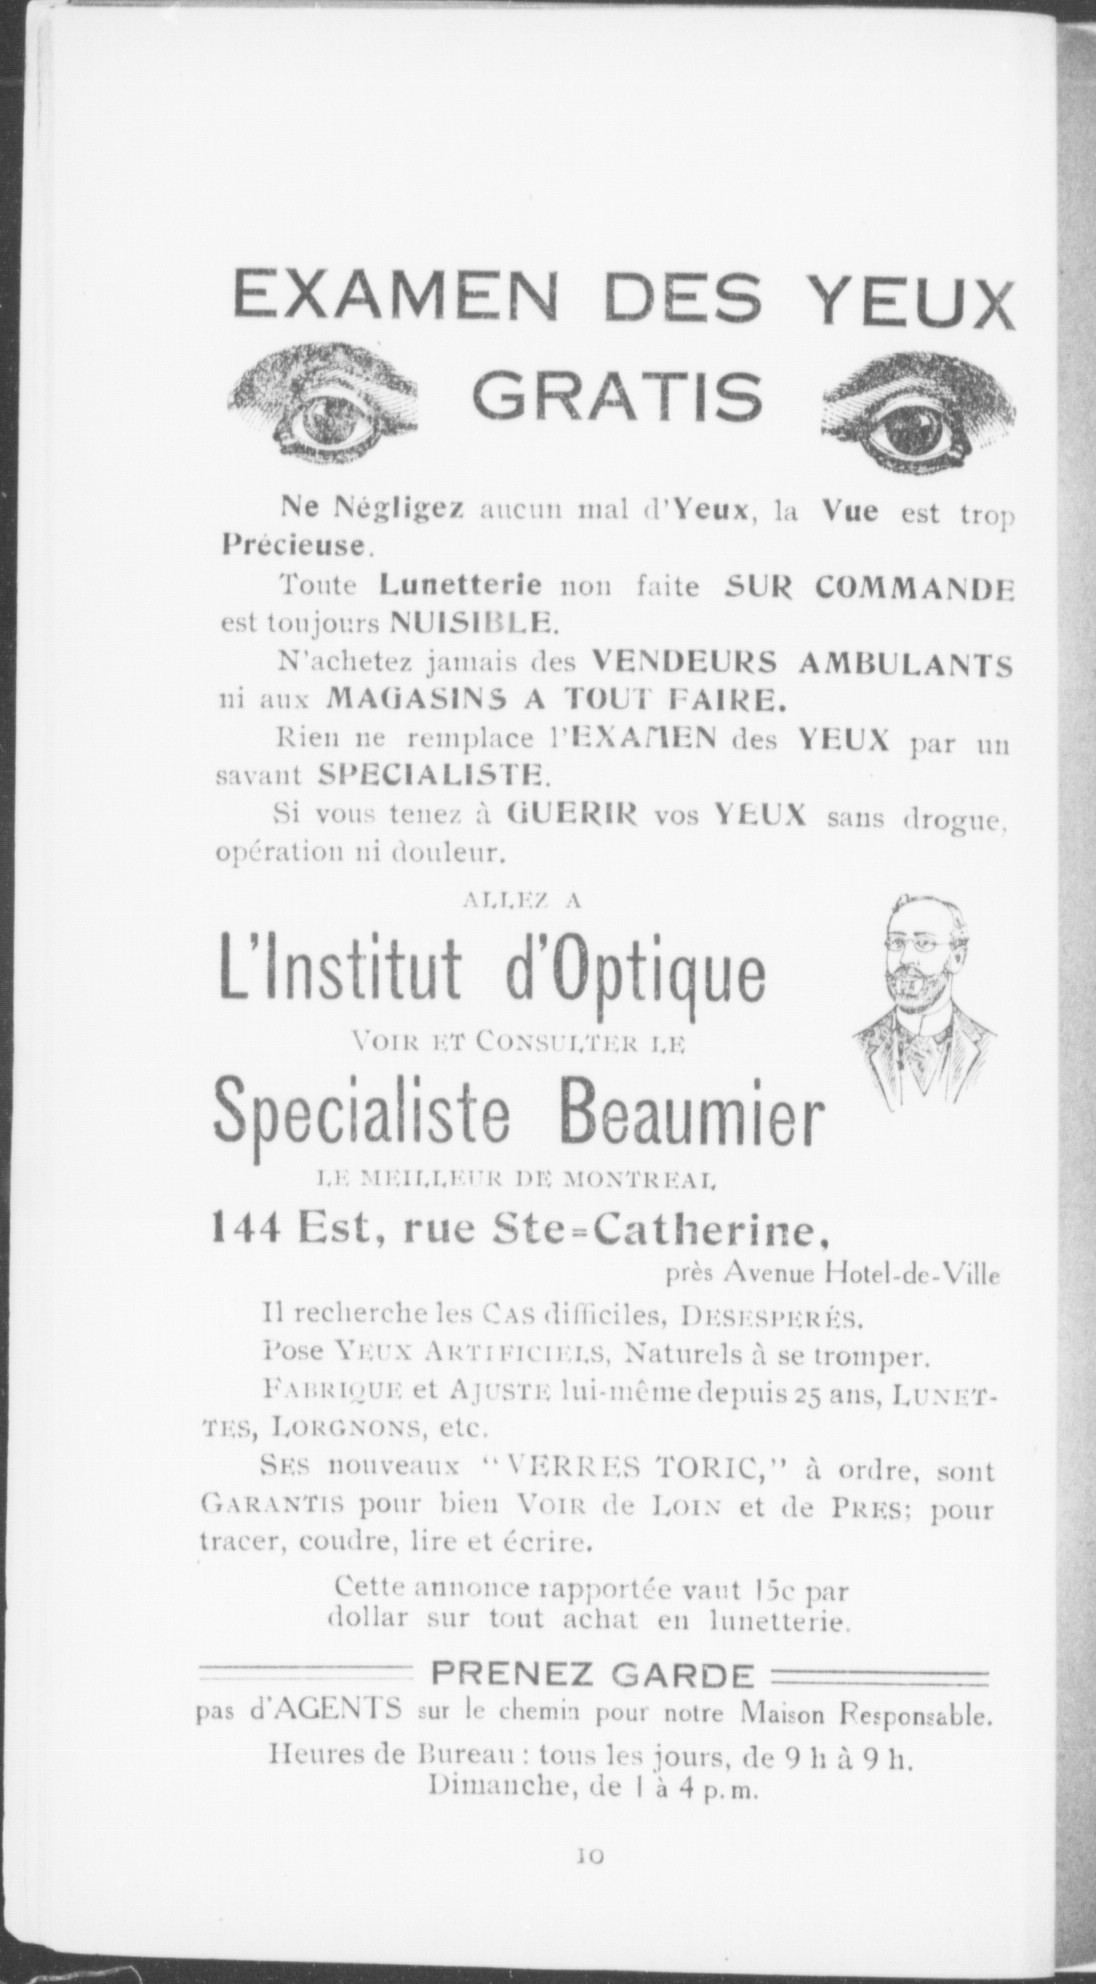 EXAMEN DES YEUX
GRATIS
Ne Négligez aucun mal d'Yeux, la Vue est trop
Précieuse.
Toute Lunetterie non faite SUR COMMANDE
est toujours NUISIBLE.
N'achetez jamais des VENDEURS AMBULANTS
ni aux MAGASINS A TOUT FAIRE.
Rien ne remplace l'EXAMEN des YEUX par un
savant SPECIALISTE.
Si vous tenez à GUERIR vos YEUX sans drogue,
opération ni douleur.
ALLEZ A
L'Institut d'Optique
VOIR ET CONSULTER LE
Specialiste Beaumier
LE MEILLEUR DE MONTREAL
144 Est, rue Ste=Catherine,
près Avenue Hotel-de-Ville
Il recherche les CAS difficiles, DESESPERÉS.
Pose YEUX ARTIFICIELS, Naturels à se tromper.
FABRIQUE et AJUSTE lui-même depuis 25 ans, LUNET-
TES, LORGNONS, etc.
SES nouveaux "VERRES TORIC," à ordre, sont
GARANTIS pour bien VOIR de LOIN et de PRES; pour
tracer, coudre, lire et écrire.
Cette annonce rapportée vaut 15c par
dollar sur tout achat en lunetterie.
PRENEZ GARDE
pas d'AGENTS sur le chemin pour notre Maison Responsable.
Heures de Bureau : tous les jours, de 9 h à 9 h.
Dimanche, de 1 à 4 p.m.
10